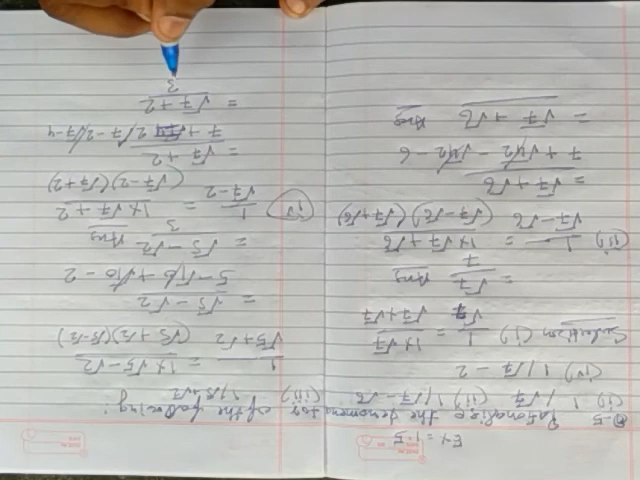 Ex = 1.5
Q.5 Rationalise the denominator of the following:
(i) 1/√7 (ii) 1/√7-√6 (iii) 1/√5+√2
(iv) 1/√7 - 2
Solution (i) 1/√7 = 1×√7/√7×√7
= √7/7 Ans
(ii) 1/√7-√6 = 1×√7+√6/(√7-√6)(√7+√6)
= √7+√6/7+√42-√42-6
= √7+√6 Ans
1/√5+√2 = 1×√5-√2/(√5+√2)(√5-√2)
= √5-√2/5-√10+√10-2
= √5-√2/3 Ans
(iv) 1/√7-2 = 1×√7+2/(√7-2)(√7+2)
= √7+2/7+2√7-2√7-4
= √7+2/3